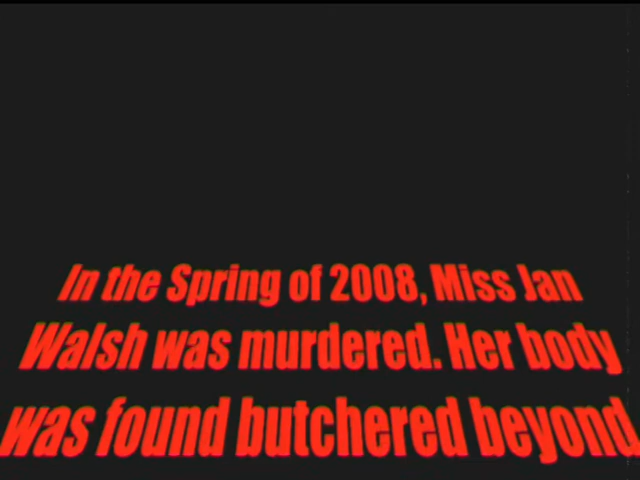 In the Spring of 2008, Miss Jan
Walsh was murdered. Her body
was found butchered beyond